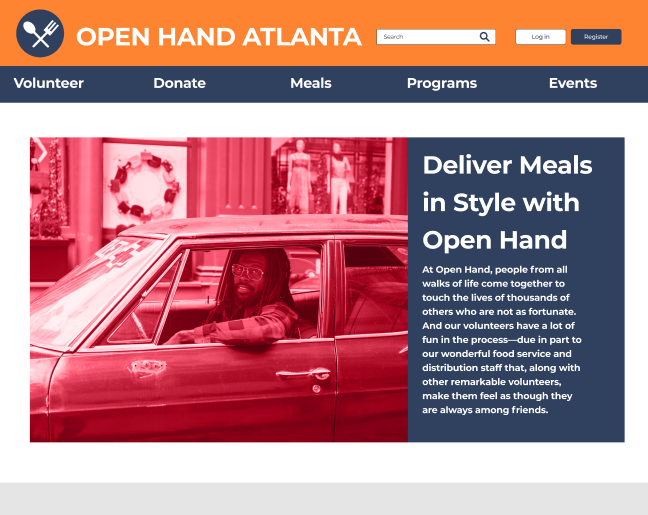 OPEN HAND ATLANTA
Search
Log in
Register
Volunteer
Donate
Meals
Programs
Events
Deliver Meals
in Style with
Open Hand
At Open Hand, people from all
walks of life come together to
touch the lives of thousands of
others who are not as fortunate.
And our volunteers have a lot of
fun in the process—due in part to
our wonderful food service and
distribution staff that, along with
other remarkable volunteers,
make them feel as though they
are always among friends.